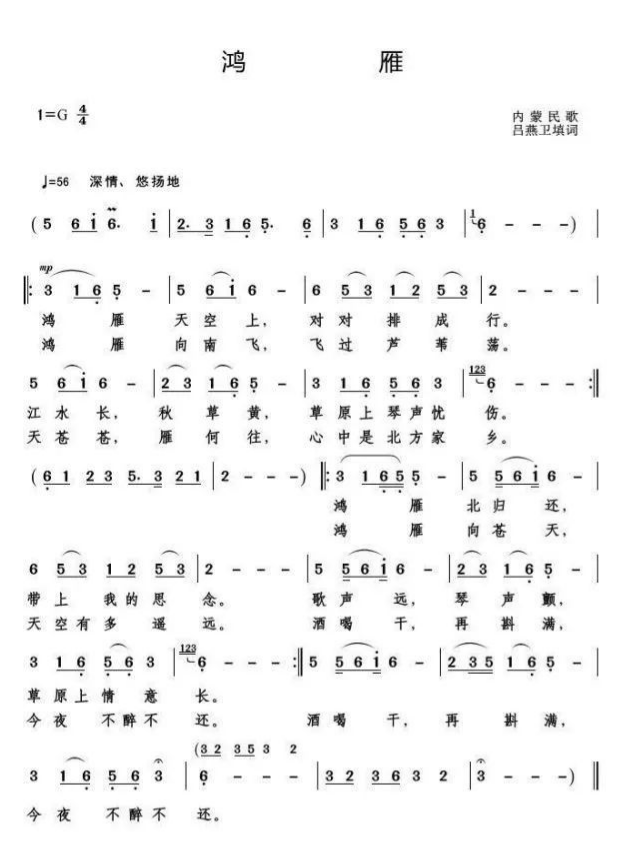 鸿 雁
1=G 4/4
内蒙民歌
吕燕卫填词
♩=56 深情、悠扬地
( 5 6 1 6· 1 | 2· 3 1 6 5· 6 | 3 1 6 5 6 3 | 1 6 - - - ) |
mp
‖: 3 1 6 5 - | 5 6 1 6 - | 6 5 3 1 2 5 3 | 2 - - - |
鸿 雁 天空上, 对对 排 成 行。
鸿 雁 向南飞, 飞过 芦 苇 荡。
5 6 1 6 - | 2 3 1 6 5 - | 3 1 6 5 6 3 | 123 6 - - - :‖
江水长, 秋草黄, 草原上琴声忧 伤。
天苍苍, 雁何往, 心中是北方家 乡。
( 6 1 2 3 5· 3 2 1 | 2 - - - ) ‖: 3 1 6 5 5 - | 5 5 6 1 6 - |
鸿 雁 北归还,
鸿 雁 向苍天,
6 5 3 1 2 5 3 | 2 - - - | 5 5 6 1 6 - | 2 3 1 6 5 - |
带上 我的思 念。 歌声远, 琴声颤,
天空有多遥 远。 酒喝干, 再斟满,
3 1 6 5 6 3 | 123 6 - - - :‖ 5 5 6 1 6 - | 2 3 5 1 6 5 - |
草原上情意 长。
今夜 不醉不 还。 酒喝 干, 再 斟满,
(3 2 3 5 3 2
3 1 6 5 6 3 | 6 - - - | 3 2 3 6 3 2 | 3 - - - ) ‖
今夜 不醉不 还。